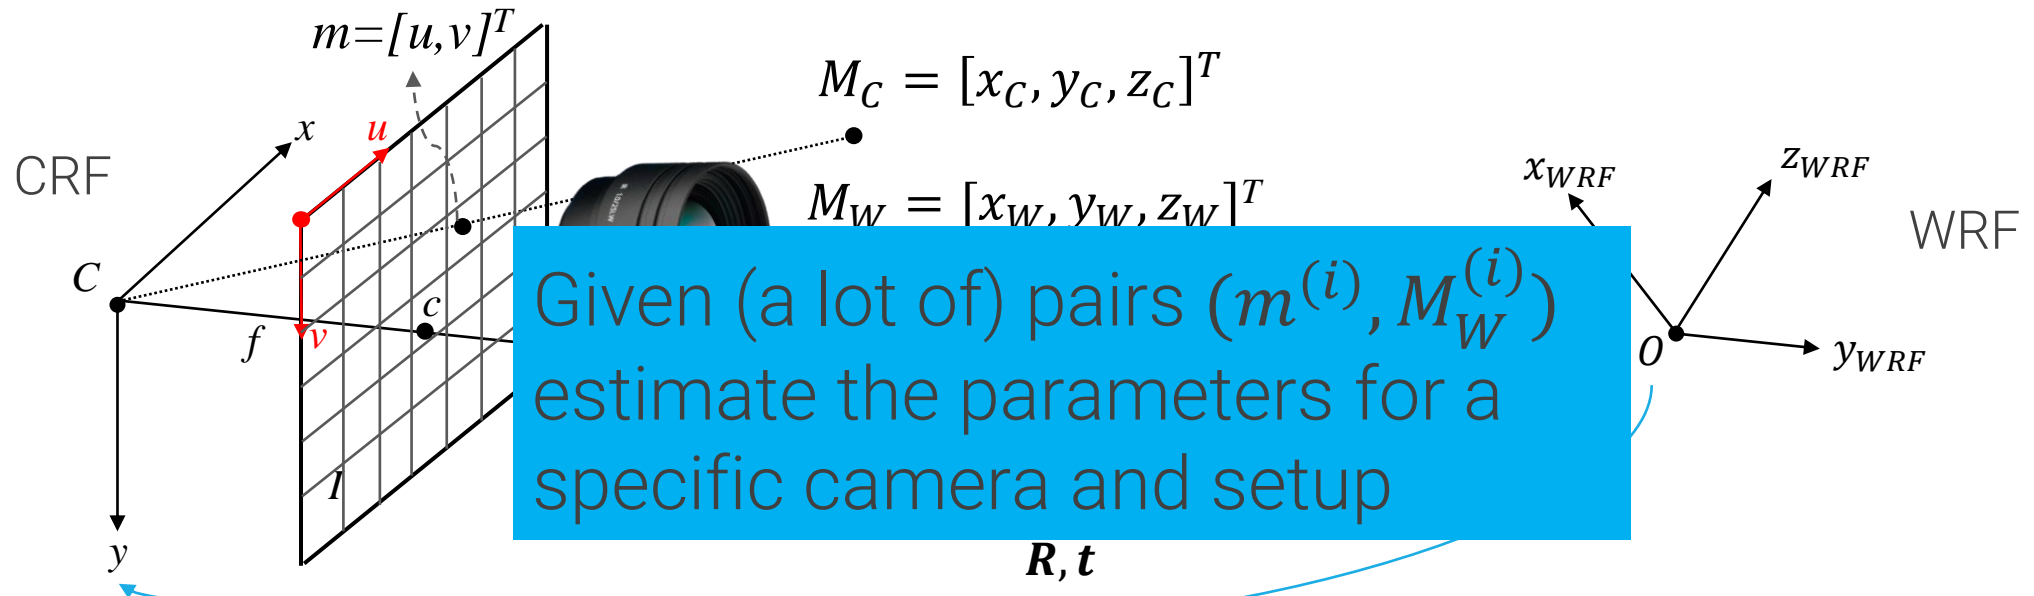 m=[u,v]^T
M_C = [x_C, y_C, z_C]^T
x
u
CRF
x_WRF
z_WRF
M_W = [x_W, y_W, z_W]^T
WRF
C
c
f
v
Given (a lot of) pairs (m^(i), M_W^(i))
estimate the parameters for a
specific camera and setup
O
y_WRF
I
y
R, t